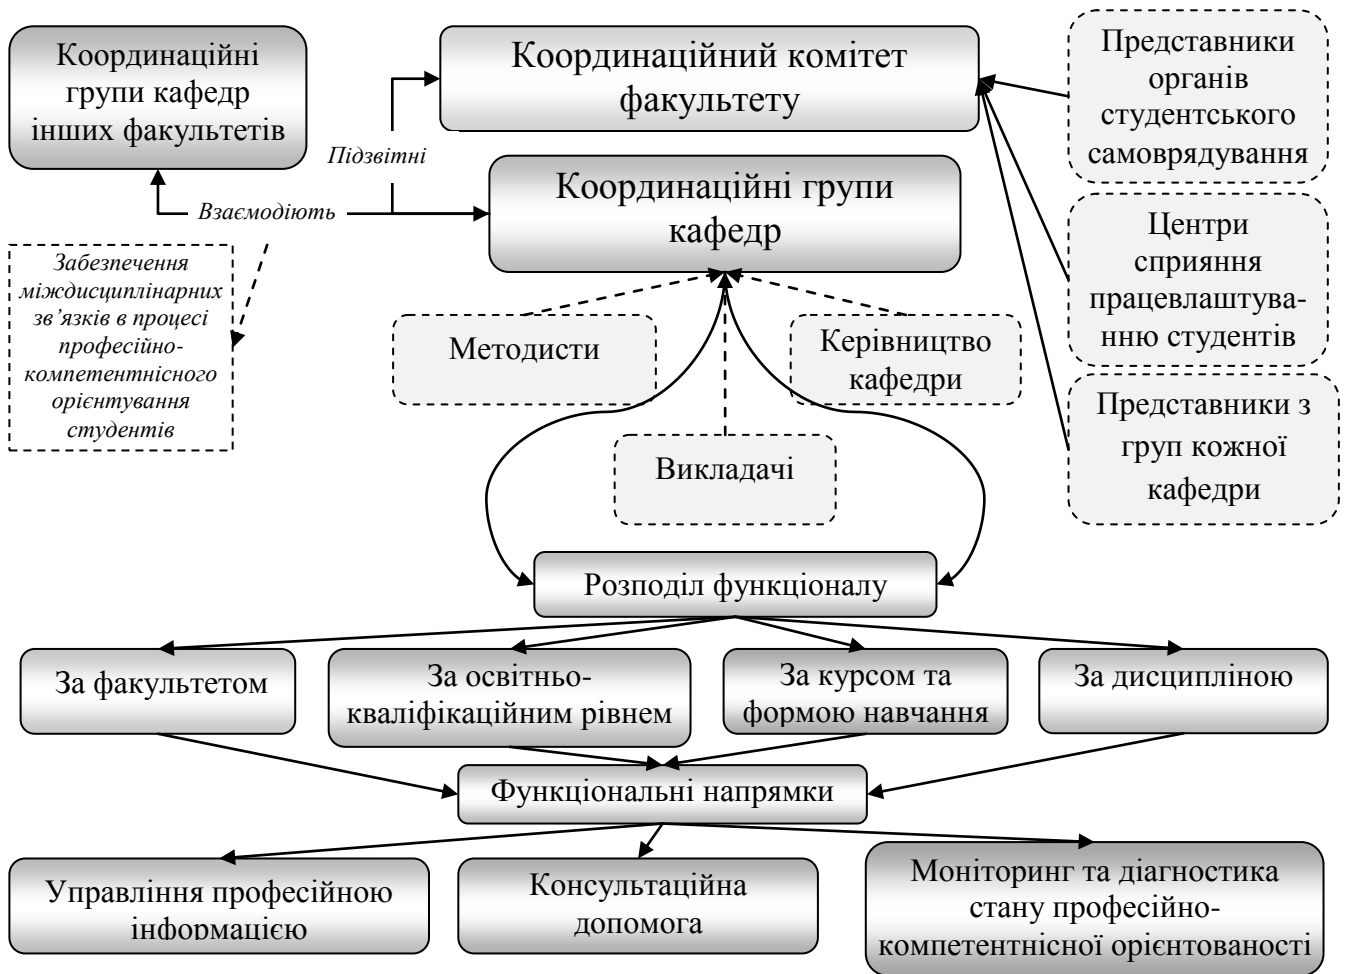 Координаційні
групи кафедр
інших факультетів
Координаційний комітет
факультету
Представники
органів
студентського
самоврядування
Підзвітні
Координаційні групи
кафедр
Взаємодіють
Центри
сприяння
працевлаштува-
нню студентів
Забезпечення
міждисциплінарних
зв’язків в процесі
професійно-
компетентнісного
орієнтування
студентів
Методисти
Керівництво
кафедри
Викладачі
Представники з
груп кожної
кафедри
Розподіл функціоналу
За факультетом
За освітньо-
кваліфікаційним рівнем
За курсом та
формою навчання
За дисципліною
Функціональні напрямки
Управління професійною
інформацією
Консультаційна
допомога
Моніторинг та діагностика
стану професійно-
компетентнісної орієнтованості